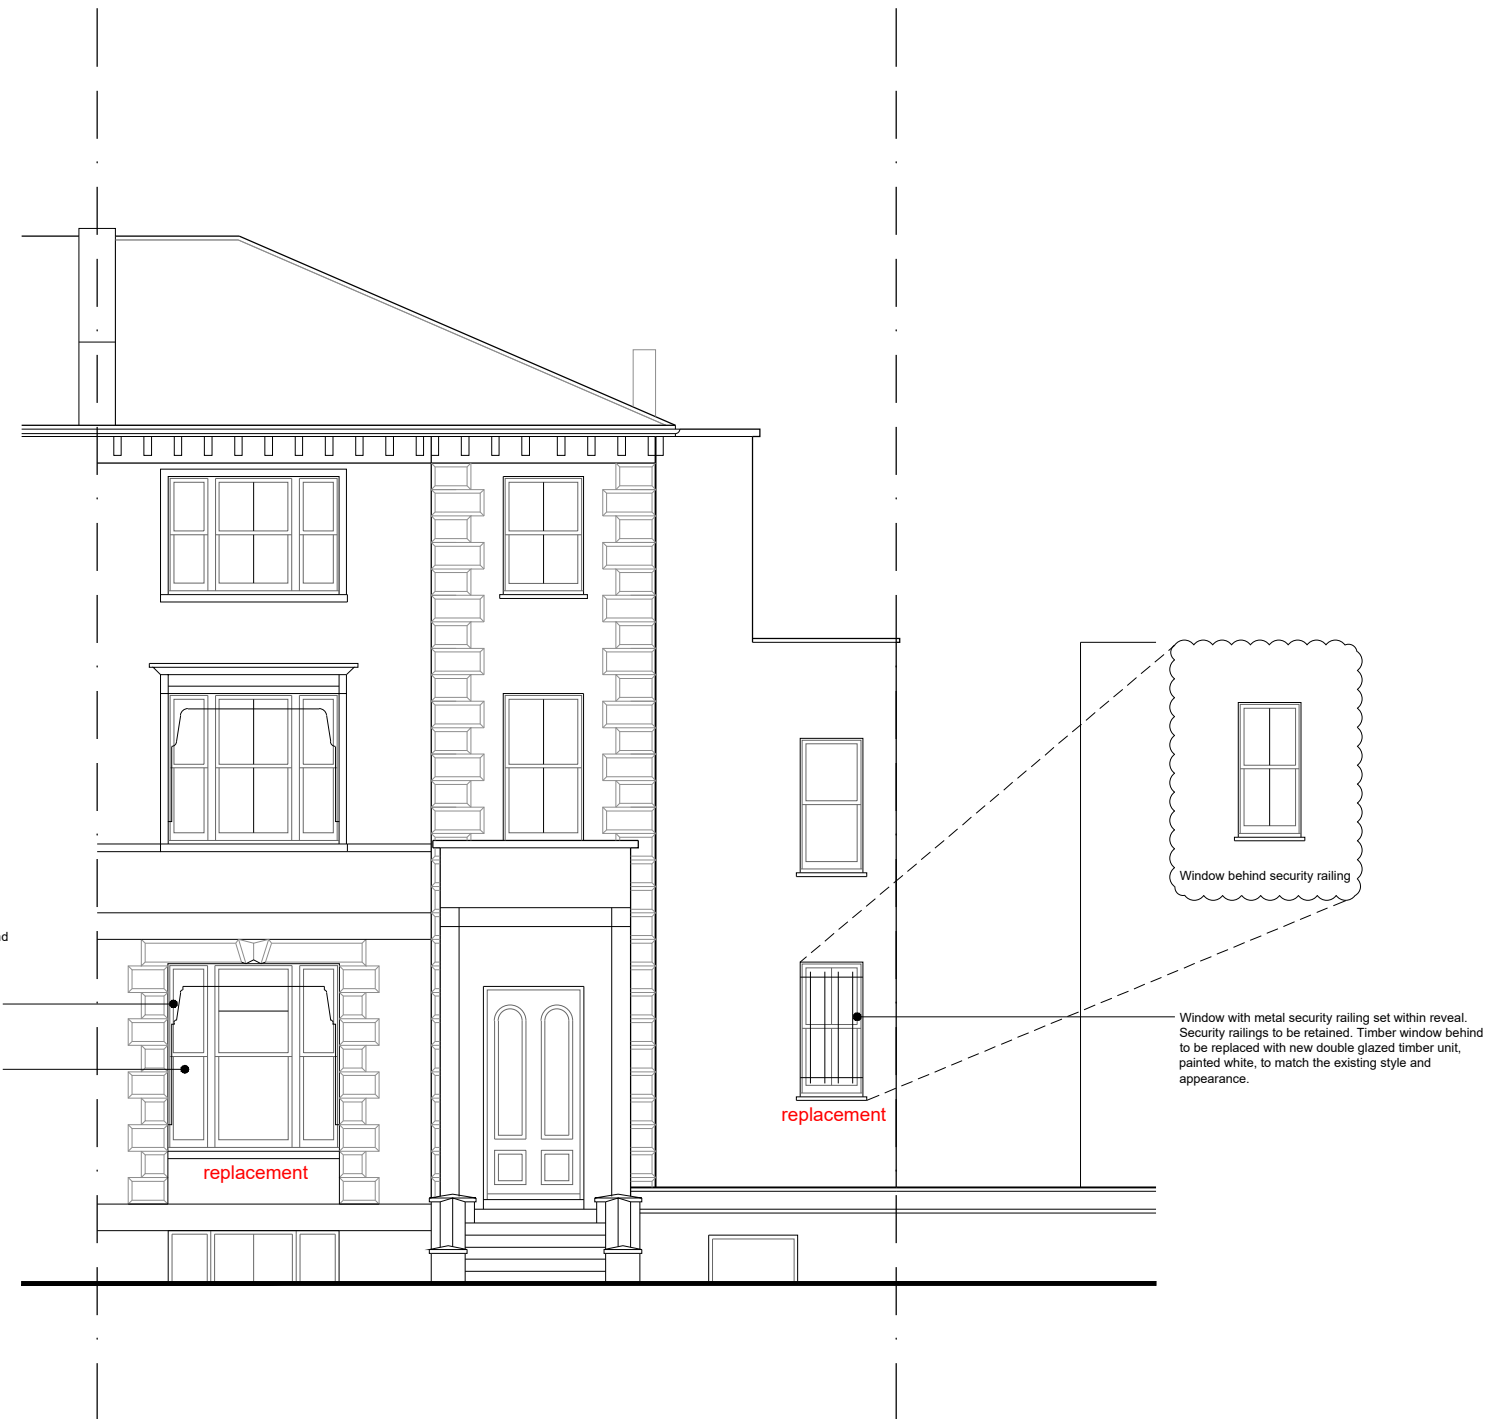 Window behind security railing
Window with metal security railing set within reveal.
Security railings to be retained. Timber window behind
to be replaced with new double glazed timber unit,
painted white, to match the existing style and
appearance.
replacement
replacement